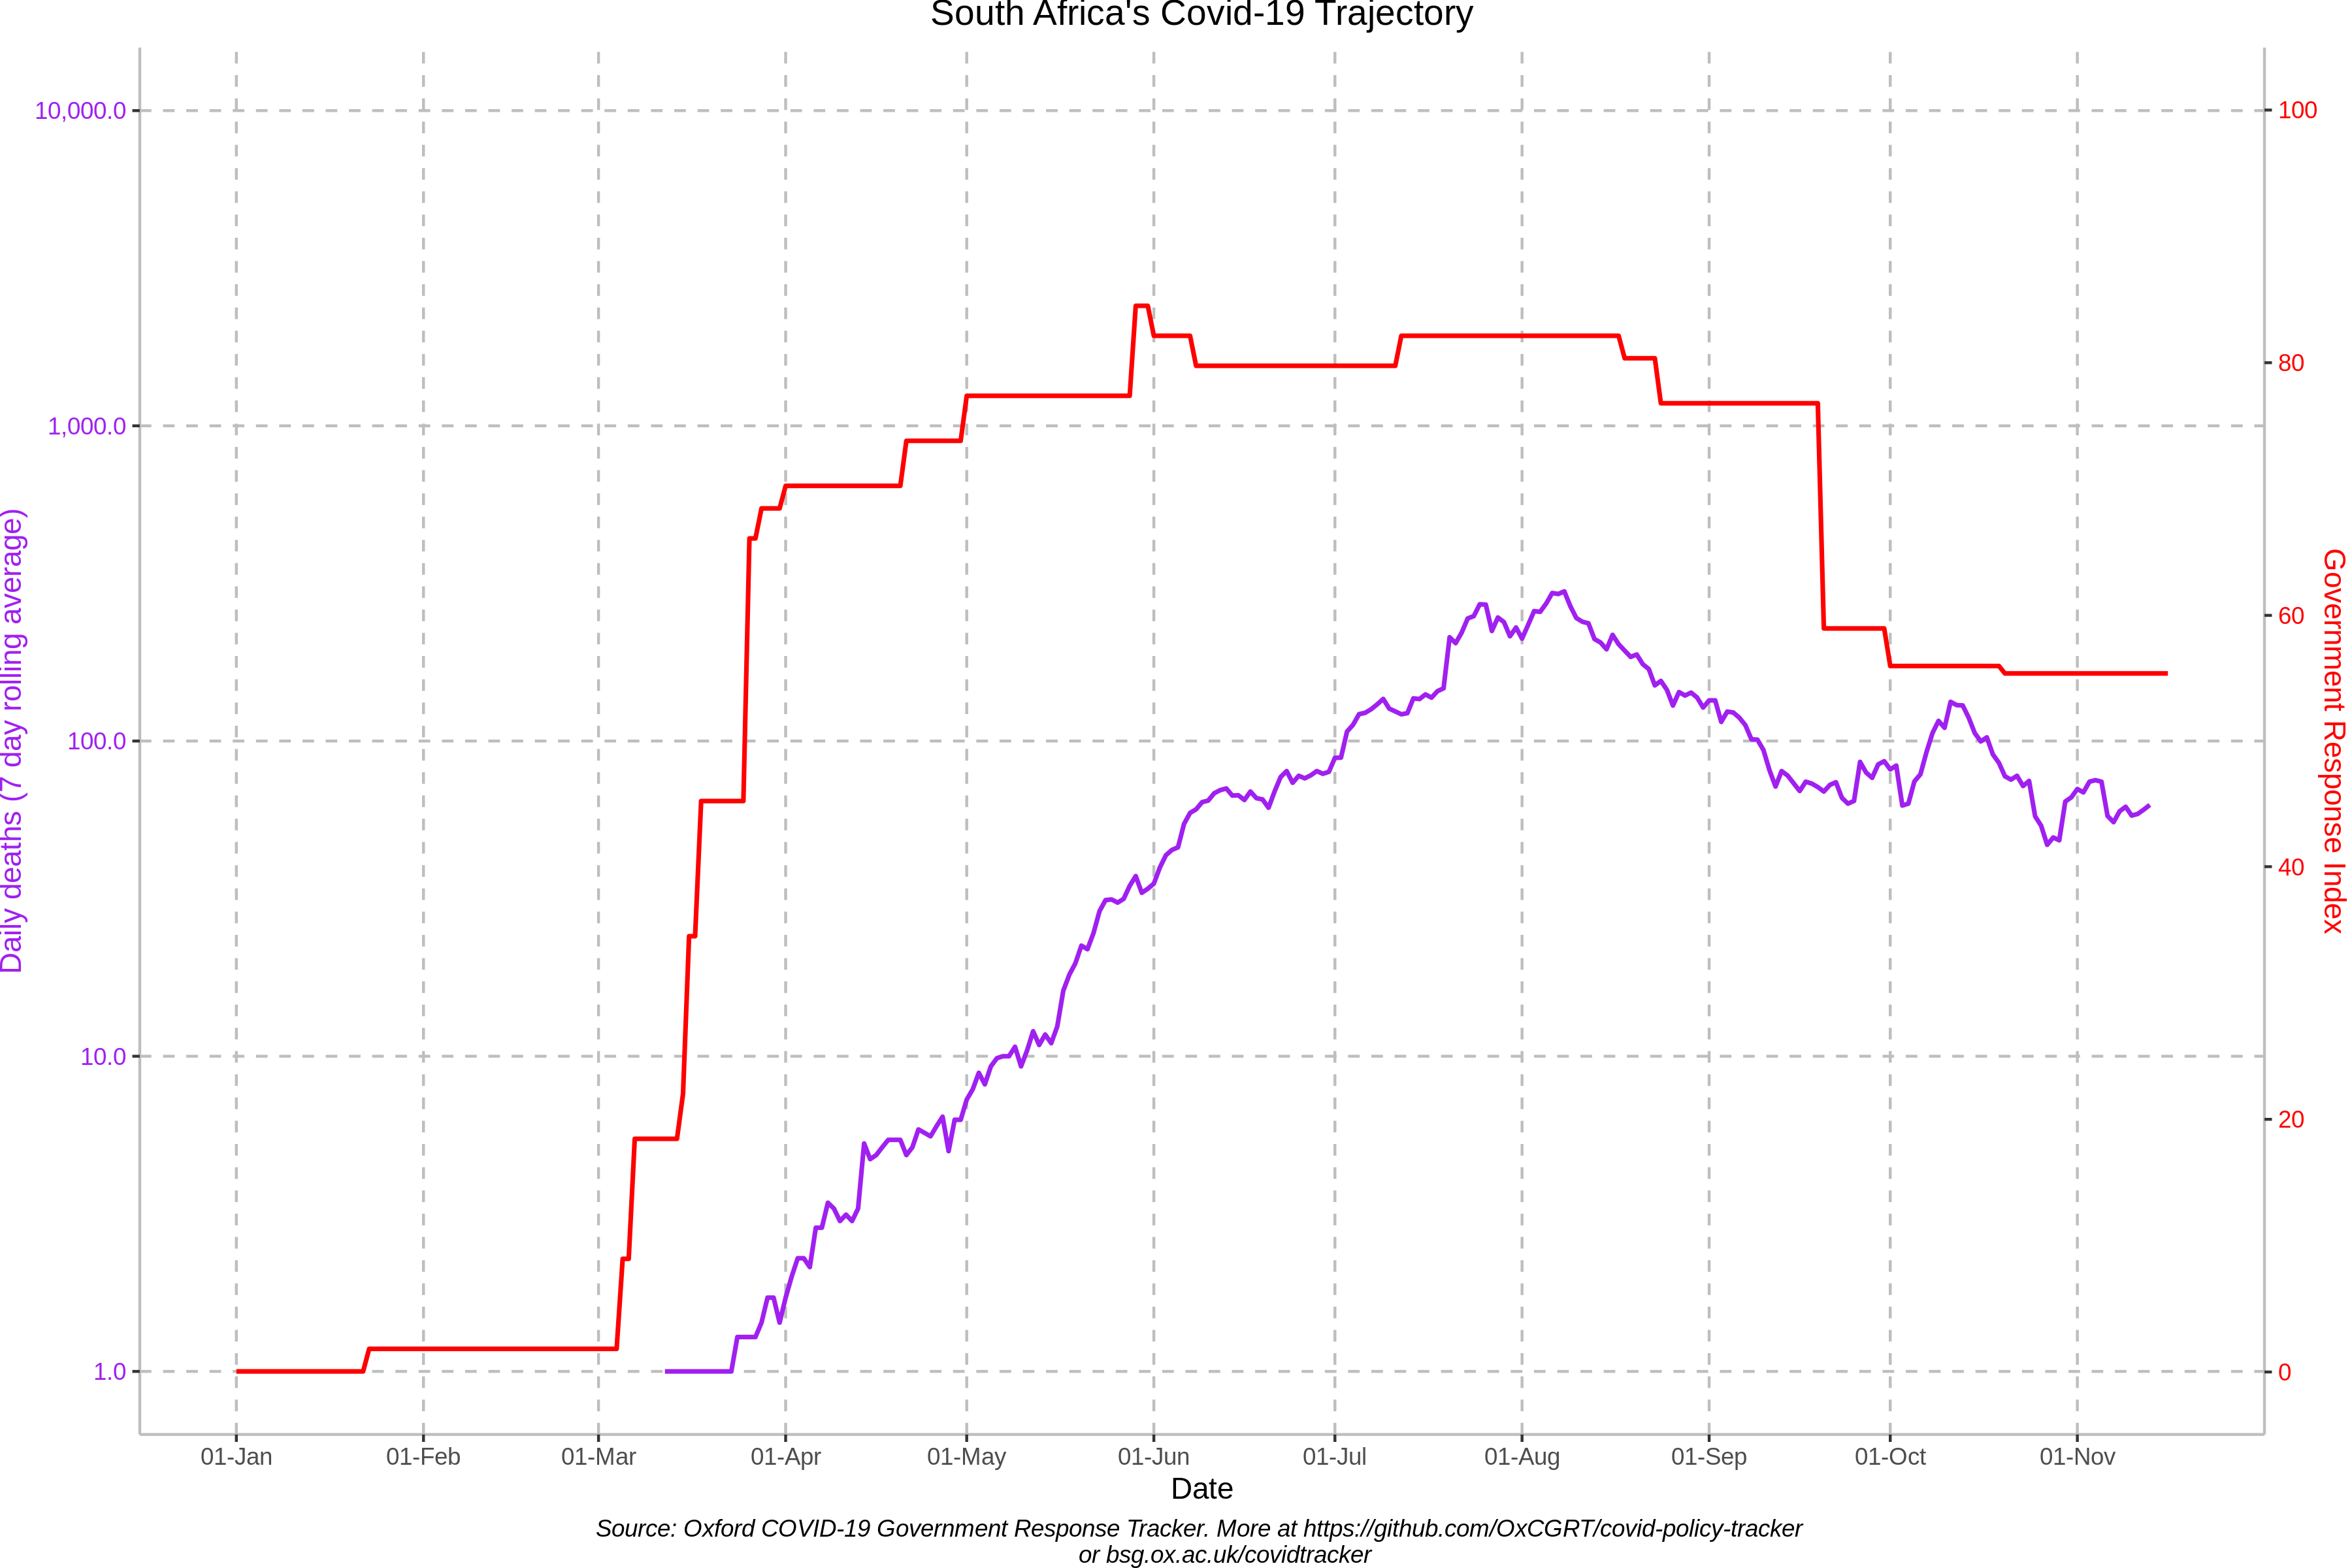 South Africa's Covid-19 Trajectory
10,000.0
1,000.0
100.0
10.0
1.0
Daily deaths (7 day rolling average)
100
80
60
40
20
0
Government Response Index
01-Jan 01-Feb 01-Mar 01-Apr 01-May 01-Jun 01-Jul 01-Aug 01-Sep 01-Oct 01-Nov
Date
Source: Oxford COVID-19 Government Response Tracker. More at https://github.com/OxCGRT/covid-policy-tracker
or bsg.ox.ac.uk/covidtracker